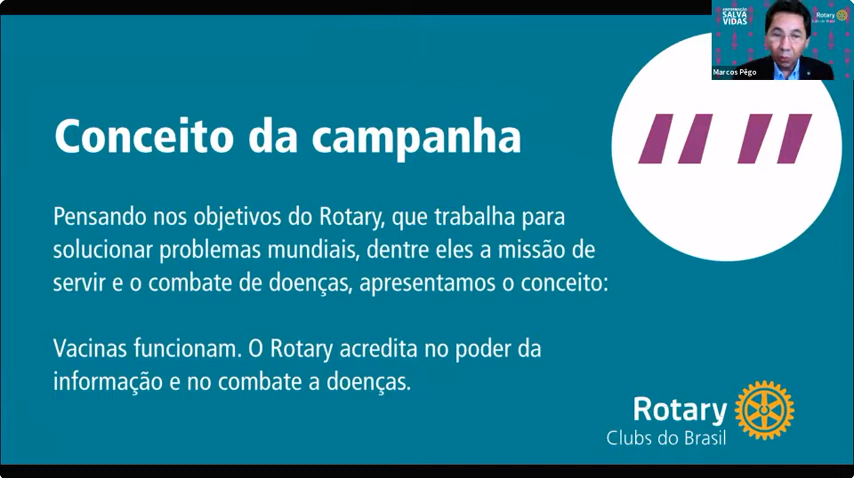 INFORMAÇÃO
SALVA
VIDAS
Rotary
Marcos Pêgo
Conceito da campanha
Pensando nos objetivos do Rotary, que trabalha para
solucionar problemas mundiais, dentre eles a missão de
servir e o combate de doenças, apresentamos o conceito:
Vacinas funcionam. O Rotary acredita no poder da
informação e no combate a doenças.
Rotary
Clubs do Brasil